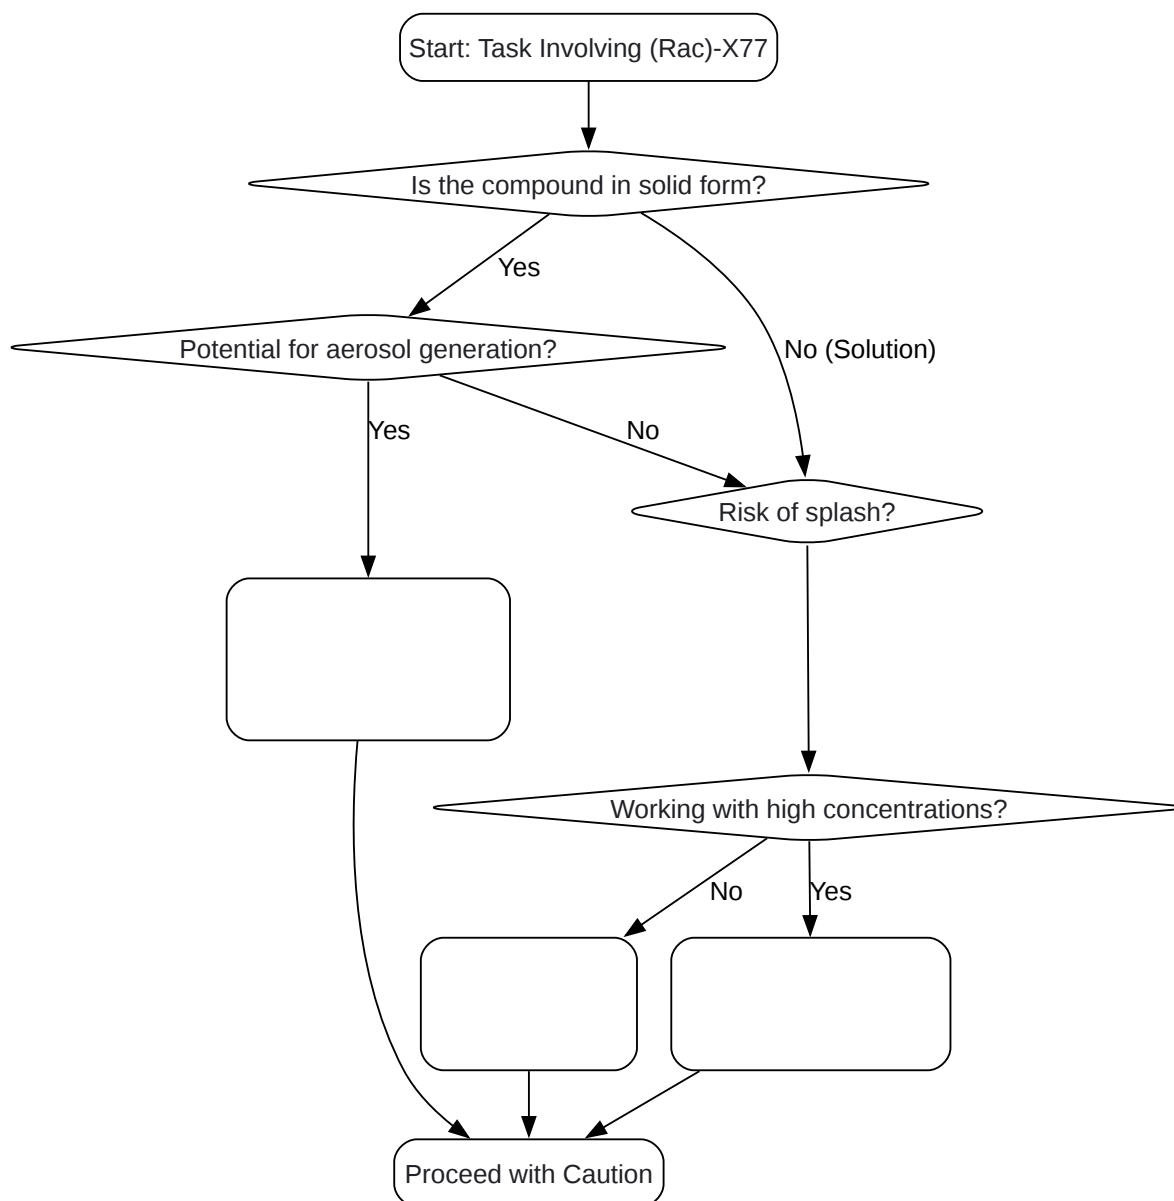 Start: Task Involving (Rac)-X77
Is the compound in solid form?
Yes
Potential for aerosol generation?
No (Solution)
Yes
No
Risk of splash?
Working with high concentrations?
No
Yes
Proceed with Caution